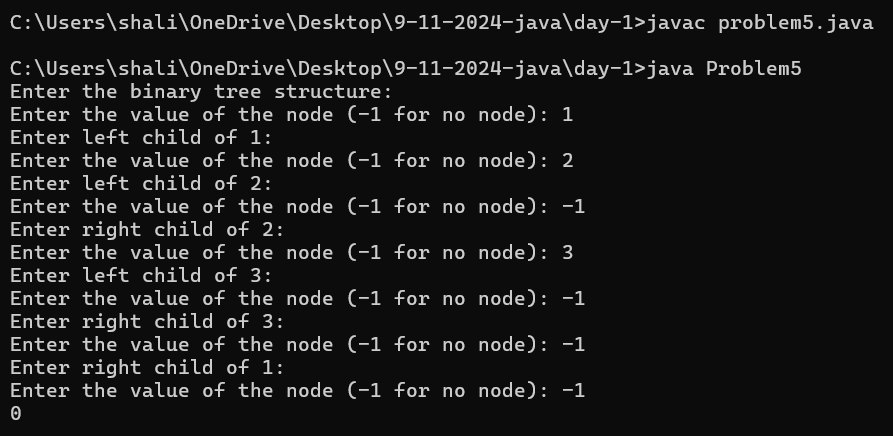 C:\Users\shali\OneDrive\Desktop\9-11-2024-java\day-1>javac problem5.java
C:\Users\shali\OneDrive\Desktop\9-11-2024-java\day-1>java Problem5
Enter the binary tree structure:
Enter the value of the node (-1 for no node): 1
Enter left child of 1:
Enter the value of the node (-1 for no node): 2
Enter left child of 2:
Enter the value of the node (-1 for no node): -1
Enter right child of 2:
Enter the value of the node (-1 for no node): 3
Enter left child of 3:
Enter the value of the node (-1 for no node): -1
Enter right child of 3:
Enter the value of the node (-1 for no node): -1
Enter right child of 1:
Enter the value of the node (-1 for no node): -1
0